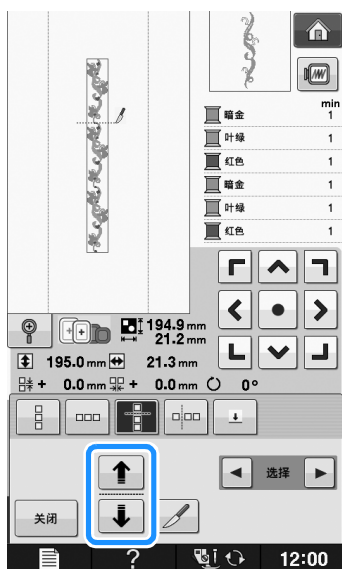 min
暗金 1
叶绿 1
红色 1
暗金 1
叶绿 1
红色 1
194.9 mm
21.2 mm
195.0 mm 21.3 mm
+ 0.0 mm + 0.0 mm 0°
选择
关闭
? 12:00